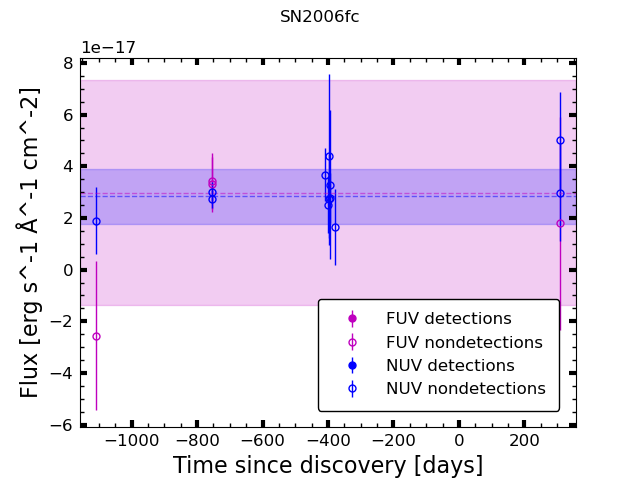 SN2006fc
1e−17
8
6
4
2
0
−2
−4
−6
Flux [erg s^-1 Å^-1 cm^-2]
FUV detections
FUV nondetections
NUV detections
NUV nondetections
−1000 −800 −600 −400 −200 0 200
Time since discovery [days]